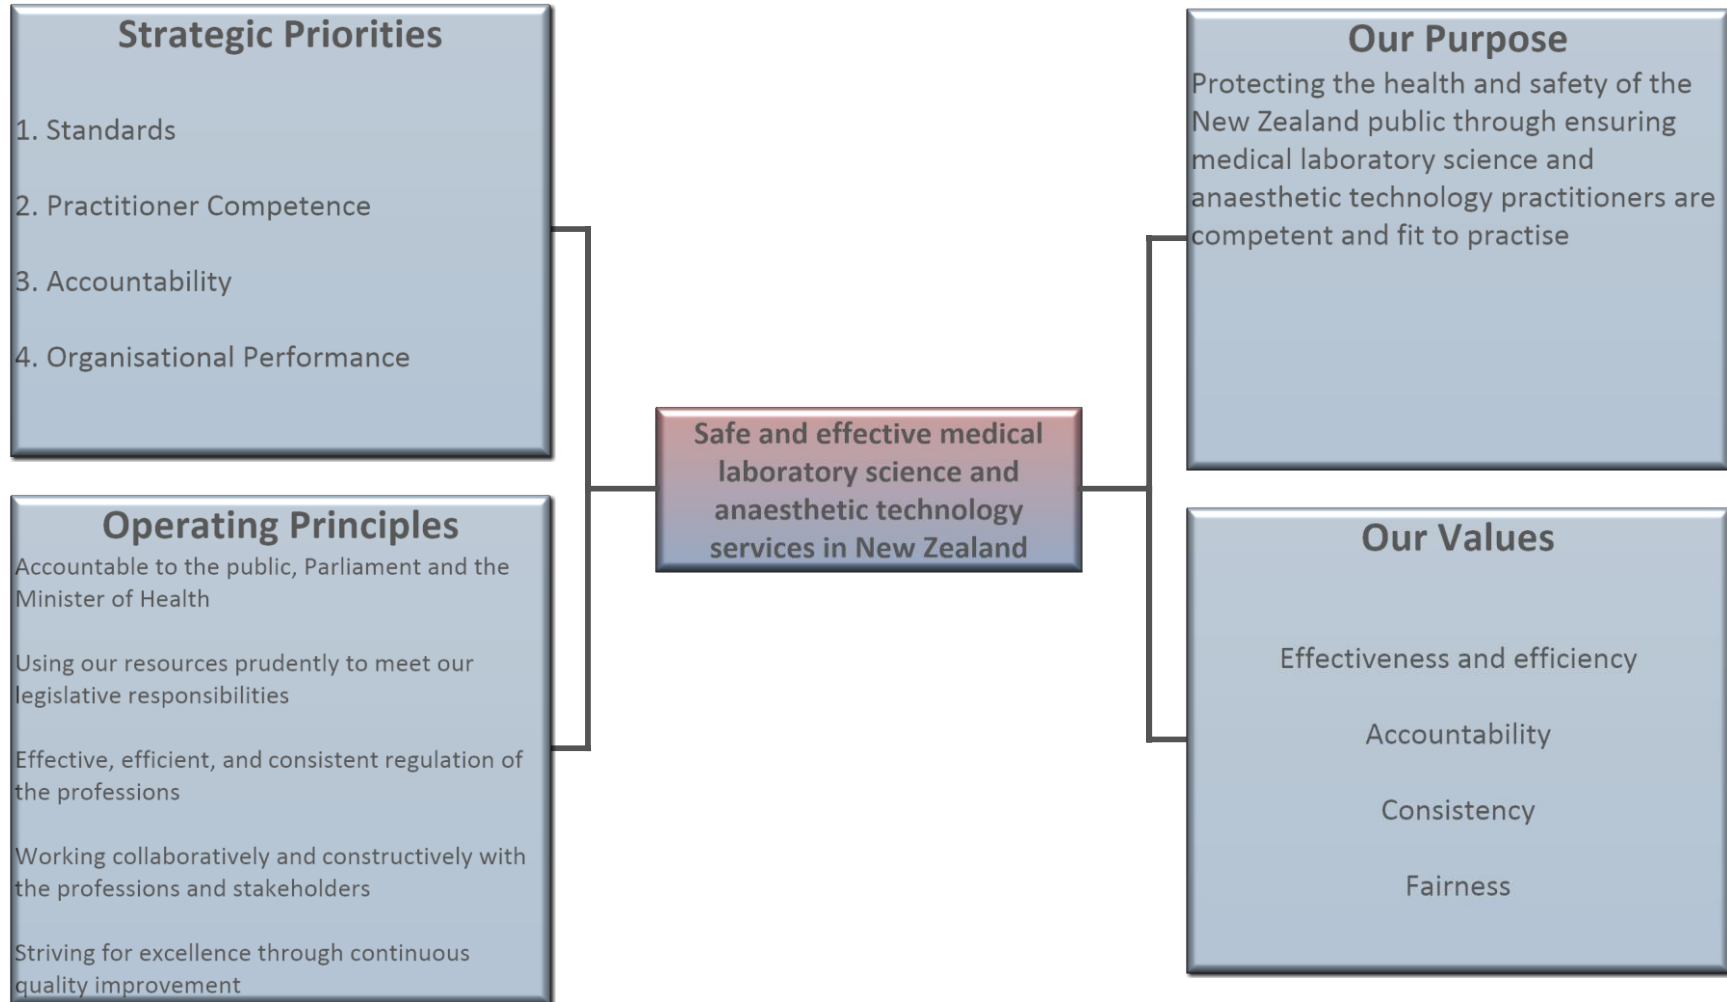 Strategic Priorities
1. Standards
2. Practitioner Competence
3. Accountability
4. Organisational Performance
Operating Principles
Accountable to the public, Parliament and the
Minister of Health
Using our resources prudently to meet our
legislative responsibilities
Effective, efficient, and consistent regulation of
the professions
Working collaboratively and constructively with
the professions and stakeholders
Striving for excellence through continuous
quality improvement
Safe and effective medical
laboratory science and
anaesthetic technology
services in New Zealand
Our Purpose
Protecting the health and safety of the
New Zealand public through ensuring
medical laboratory science and
anaesthetic technology practitioners are
competent and fit to practise
Our Values
Effectiveness and efficiency
Accountability
Consistency
Fairness